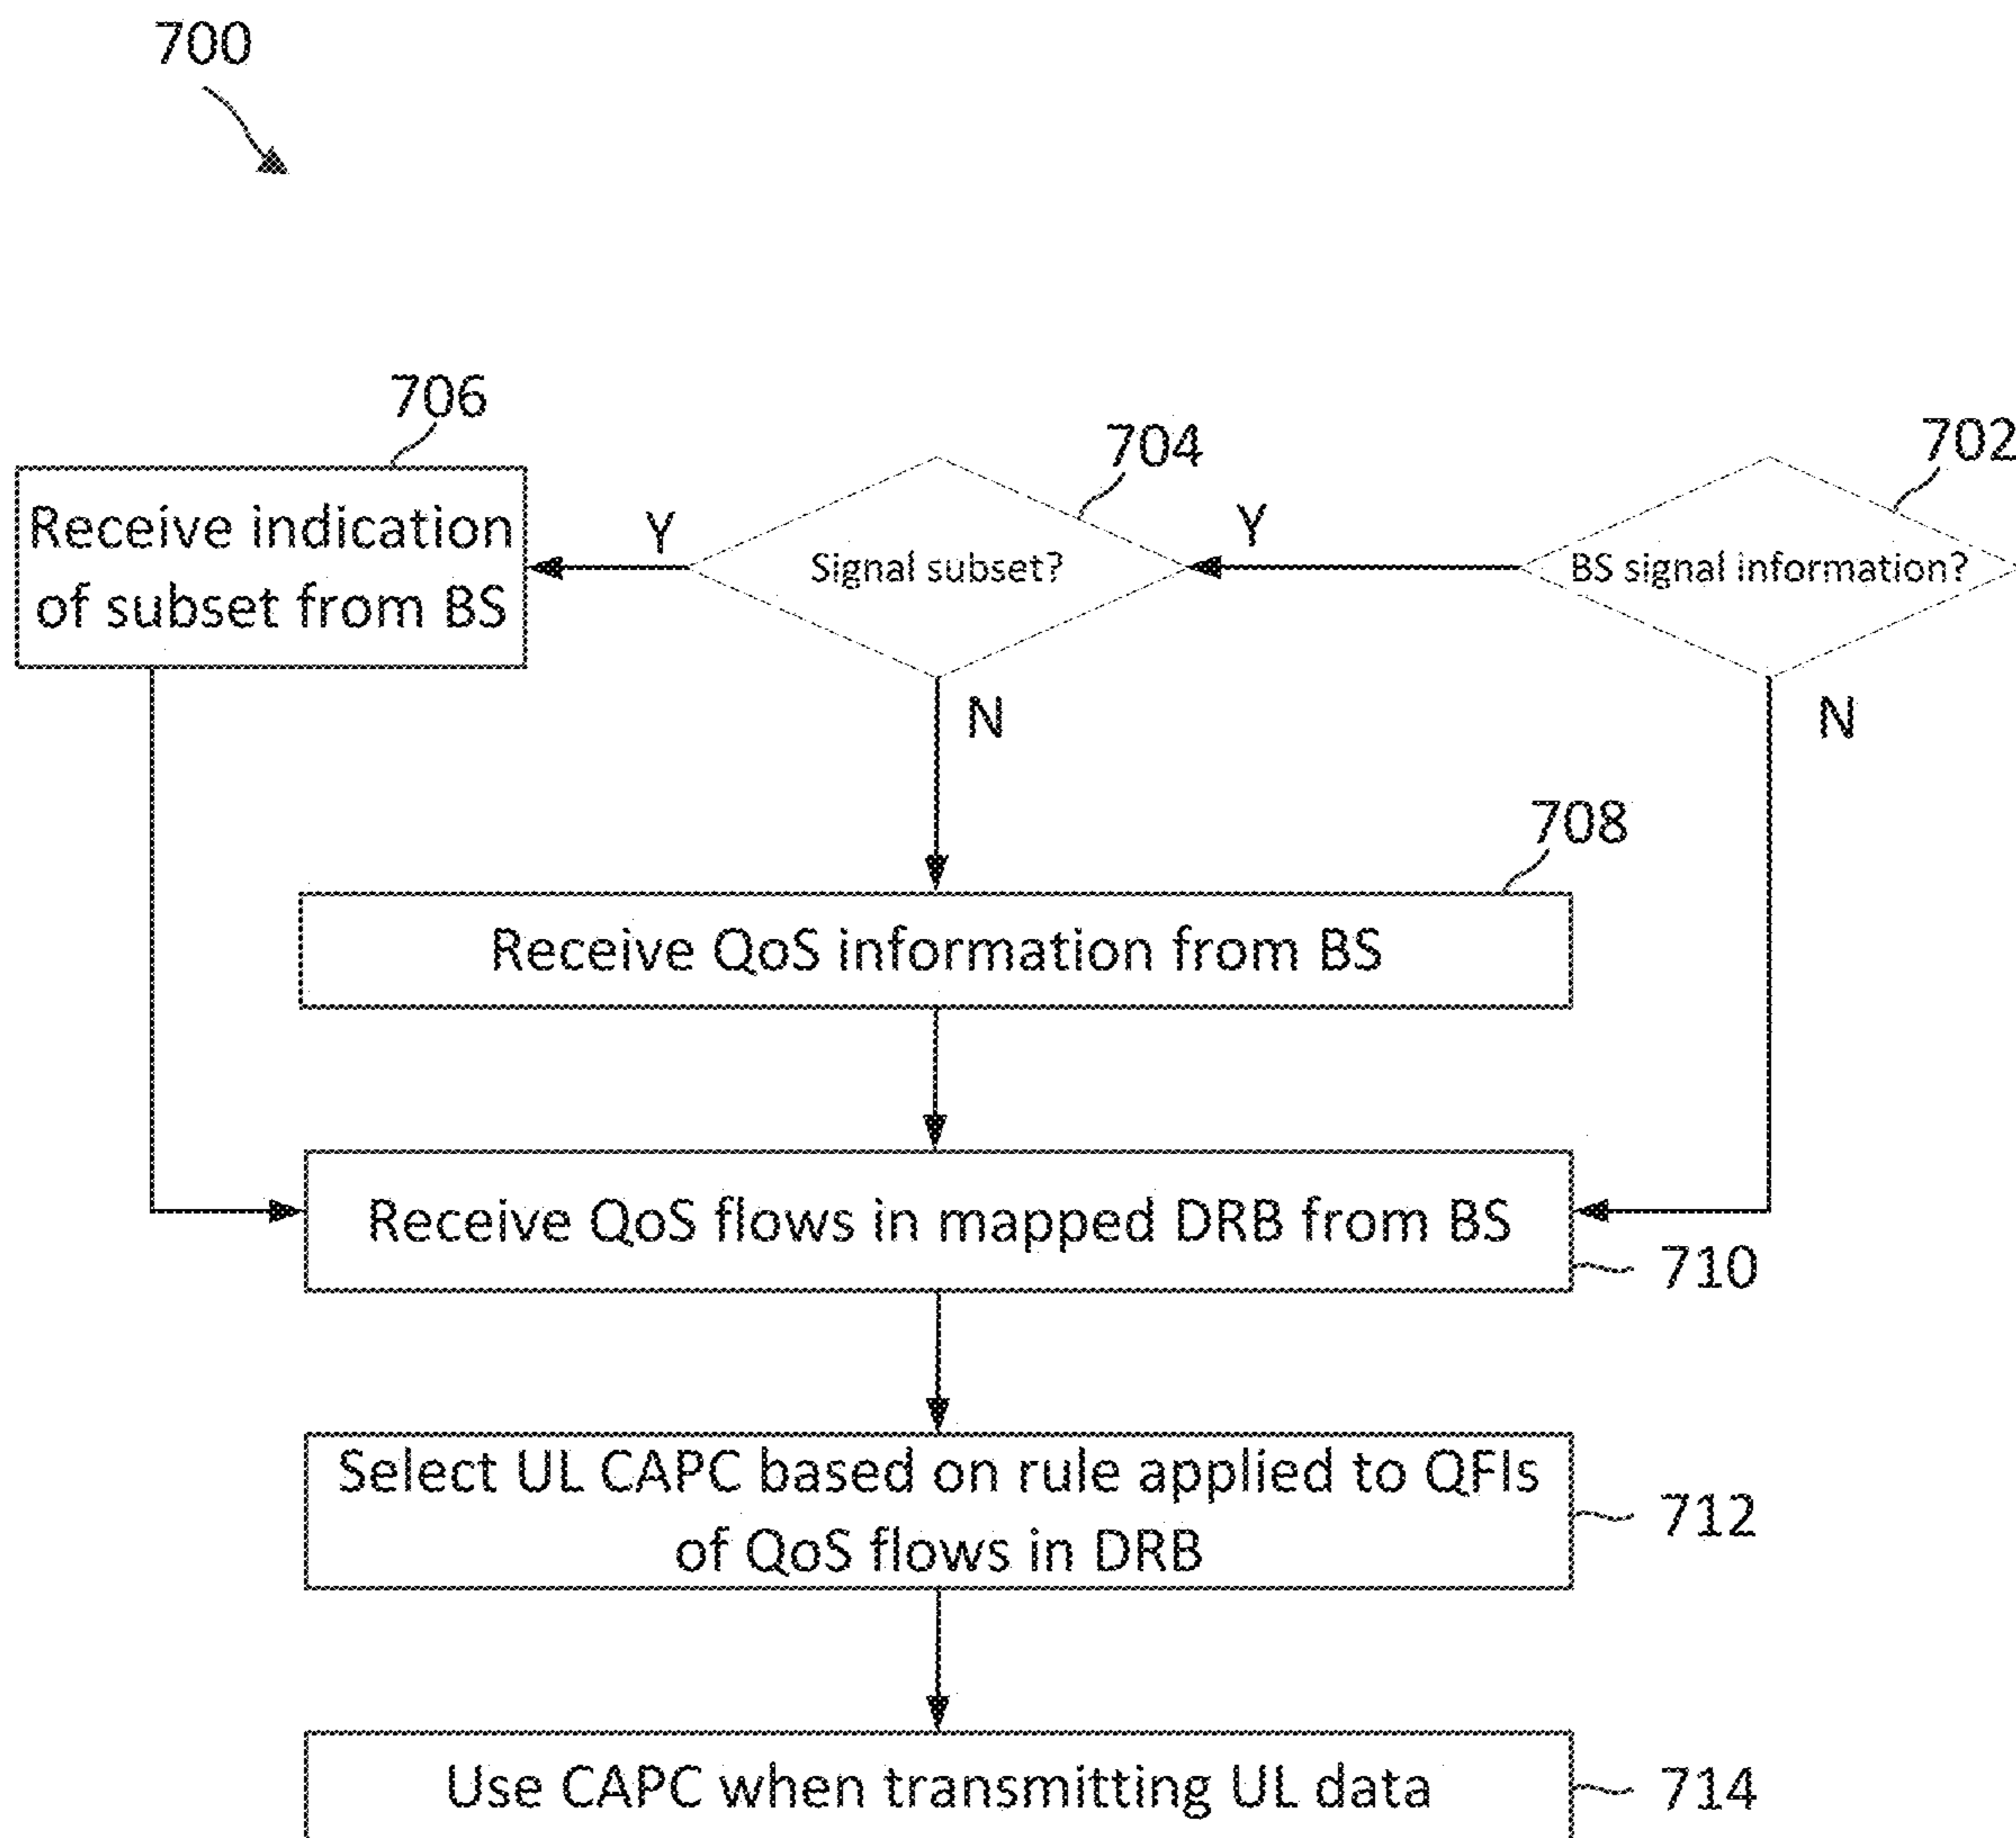 700
706
704
702
Receive indication
of subset from BS
Y
Signal subset?
Y
BS signal information?
N
N
708
Receive QoS information from BS
Receive QoS flows in mapped DRB from BS
710
Select UL CAPC based on rule applied to QFIs
of QoS flows in DRB
712
Use CAPC when transmitting UL data
714